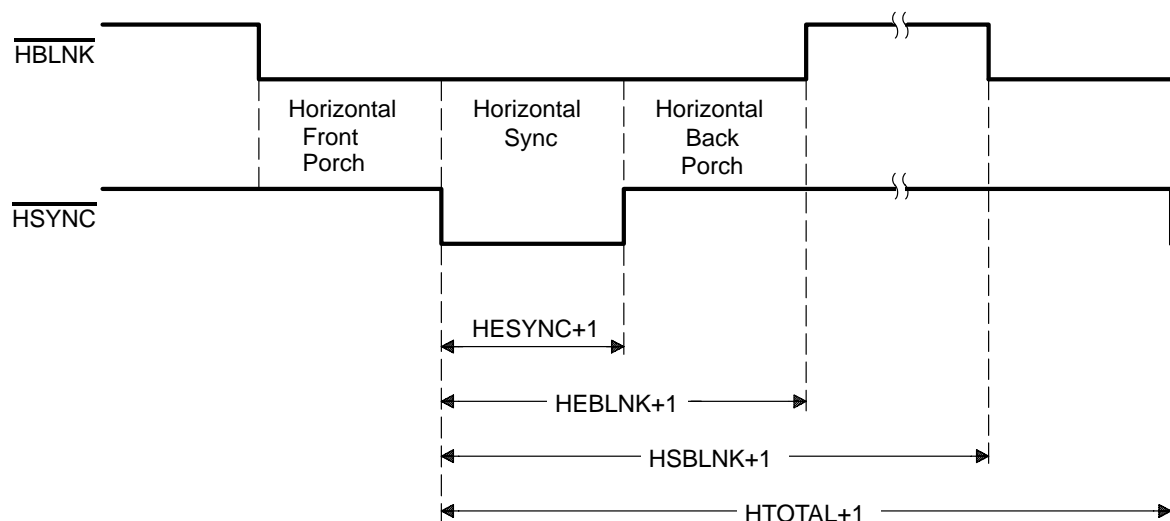 HBLNK
Horizontal
Front
Porch
Horizontal
Sync
Horizontal
Back
Porch
HSYNC
HESYNC+1
HEBLNK+1
HSBLNK+1
HTOTAL+1